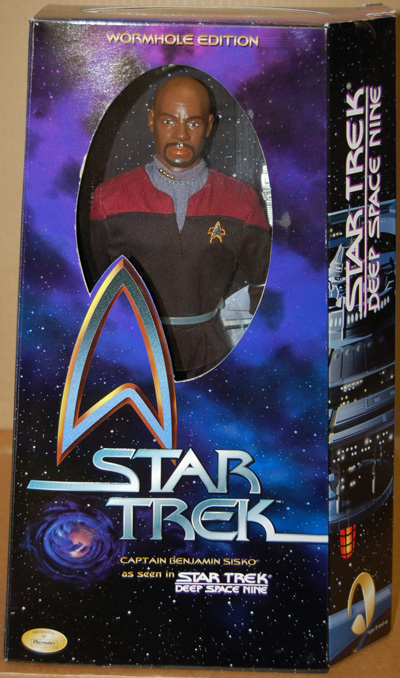 WORMHOLE EDITION
STAR
TREK
CAPTAIN BENJAMIN SISKO
as seen in STAR TREK
DEEP SPACE NINE
Playmates
STAR TREK
DEEP SPACE NINE